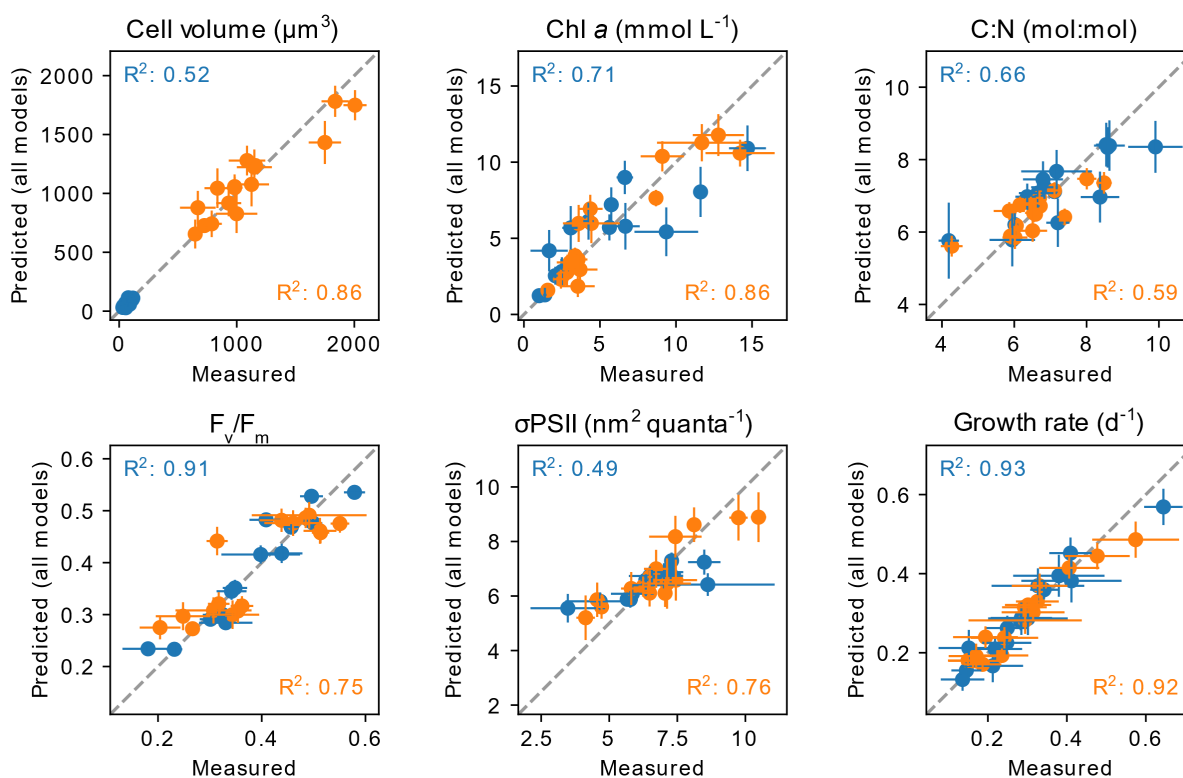 Cell volume (µm³)
Predicted (all models)
R²: 0.52
R²: 0.86
2000
1500
1000
500
0
0 1000 2000
Measured
Chl a (mmol L⁻¹)
Predicted (all models)
R²: 0.71
R²: 0.86
15
10
5
0
0 5 10 15
Measured
C:N (mol:mol)
Predicted (all models)
R²: 0.66
R²: 0.59
10
8
6
4
4 6 8 10
Measured
Fᵥ/Fₘ
Predicted (all models)
R²: 0.91
R²: 0.75
0.6
0.5
0.4
0.3
0.2
0.2 0.4 0.6
Measured
σPSII (nm² quanta⁻¹)
Predicted (all models)
R²: 0.49
R²: 0.76
10
8
6
4
2
2.5 5.0 7.5 10
Measured
Growth rate (d⁻¹)
Predicted (all models)
R²: 0.93
R²: 0.92
0.6
0.4
0.2
0.2 0.4 0.6
Measured